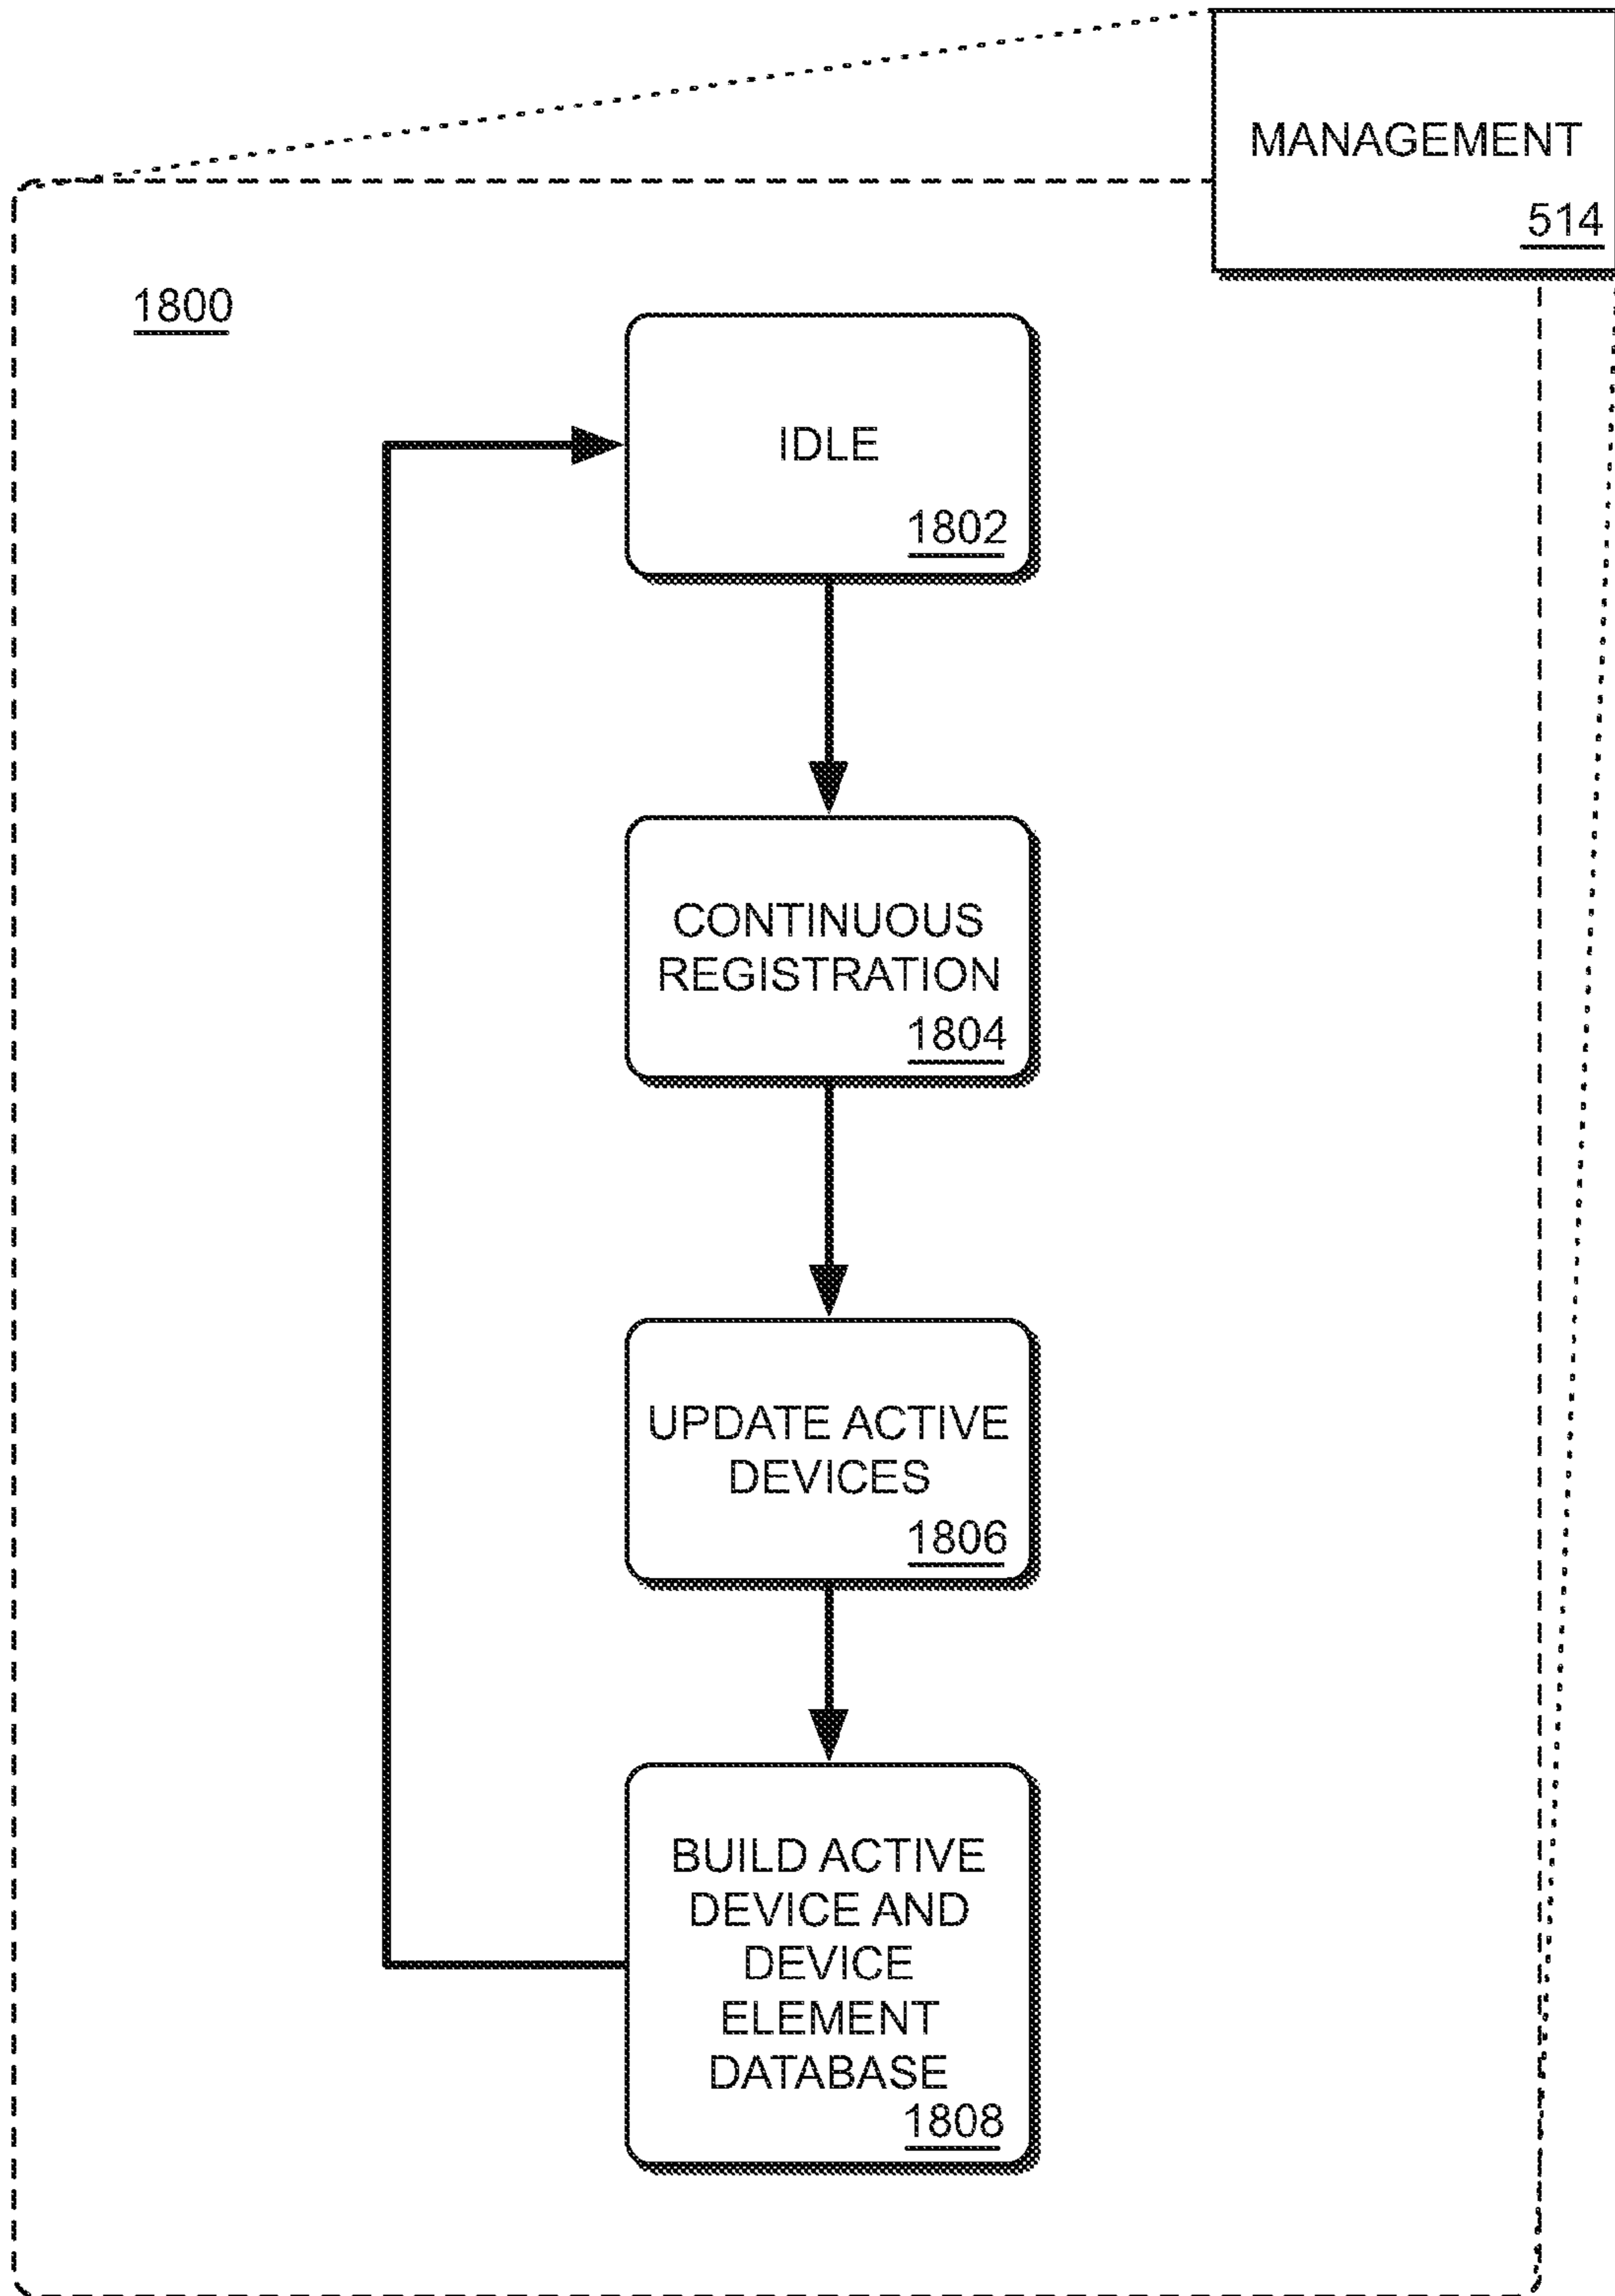 MANAGEMENT
514
1800
IDLE
1802
CONTINUOUS
REGISTRATION
1804
UPDATE ACTIVE
DEVICES
1806
BUILD ACTIVE
DEVICE AND
DEVICE
ELEMENT
DATABASE
1808